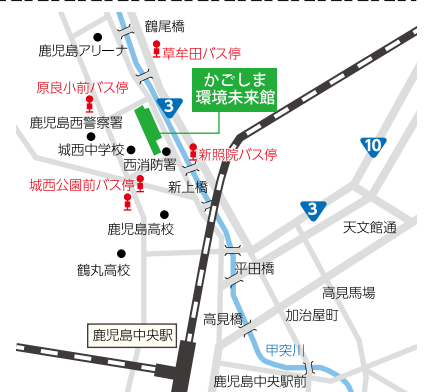 鶴尾橋
鹿児島アリーナ
草牟田バス停
かごしま
環境未来館
原良小前バス停
3
鹿児島西警察署
城西中学校
西消防署
新照院バス停
10
城西公園前バス停
新上橋
3
鹿児島高校
天文館通
鶴丸高校
平田橋
高見馬場
高見橋
加治屋町
鹿児島中央駅
甲突川
鹿児島中央駅前